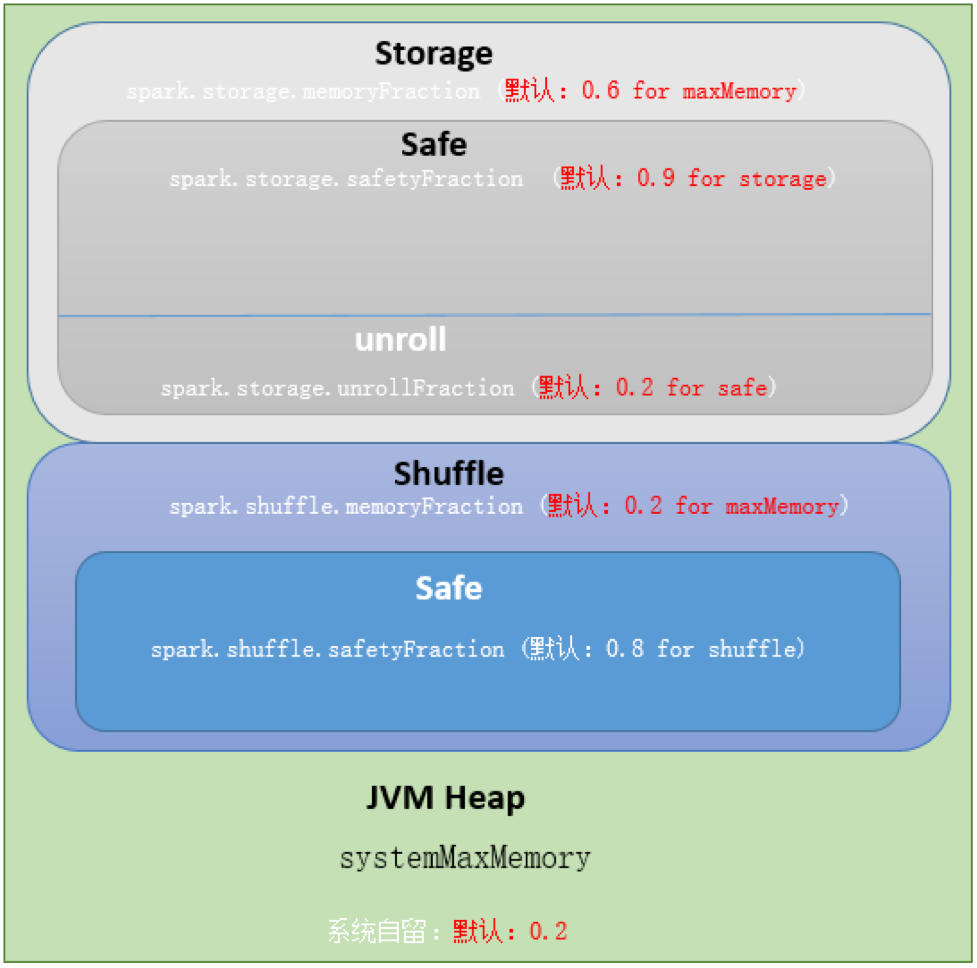 Storage
spark.storage.memoryFraction (默认: 0.6 for maxMemory)
Safe
spark.storage.safetyFraction (默认: 0.9 for storage)
unroll
spark.storage.unrollFraction (默认: 0.2 for safe)
Shuffle
spark.shuffle.memoryFraction (默认: 0.2 for maxMemory)
Safe
spark.shuffle.safetyFraction (默认: 0.8 for shuffle)
JVM Heap
systemMaxMemory
系统自留: 默认: 0.2